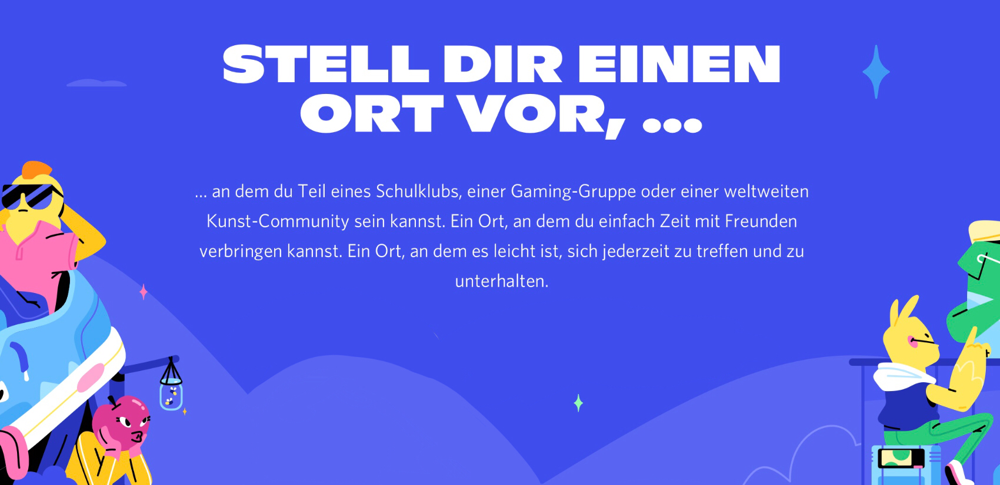 STELL DIR EINEN
ORT VOR, ...
... an dem du Teil eines Schulklubs, einer Gaming-Gruppe oder einer weltweiten
Kunst-Community sein kannst. Ein Ort, an dem du einfach Zeit mit Freunden
verbringen kannst. Ein Ort, an dem es leicht ist, sich jederzeit zu treffen und zu
unterhalten.